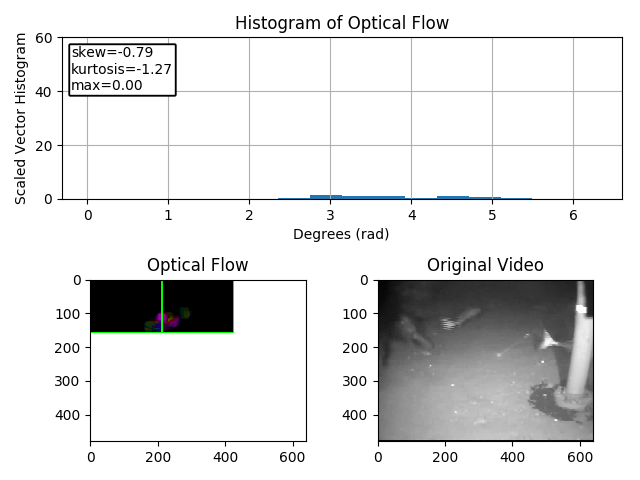 Histogram of Optical Flow
Scaled Vector Histogram
60
40
20
0
skew=-0.79
kurtosis=-1.27
max=0.00
0 1 2 3 4 5 6
Degrees (rad)
Optical Flow
0
100
200
300
400
0 200 400 600
Original Video
0
100
200
300
400
0 200 400 600